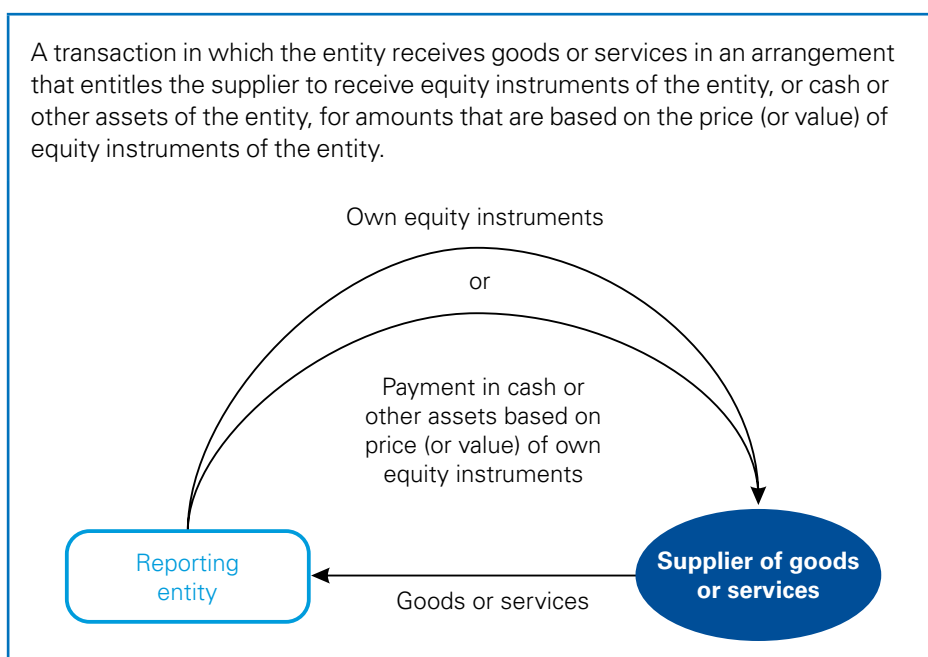 A transaction in which the entity receives goods or services in an arrangement
that entitles the supplier to receive equity instruments of the entity, or cash or
other assets of the entity, for amounts that are based on the price (or value) of
equity instruments of the entity.
Own equity instruments
or
Payment in cash or
other assets based on
price (or value) of own
equity instruments
Reporting
entity
Supplier of goods
or services
Goods or services